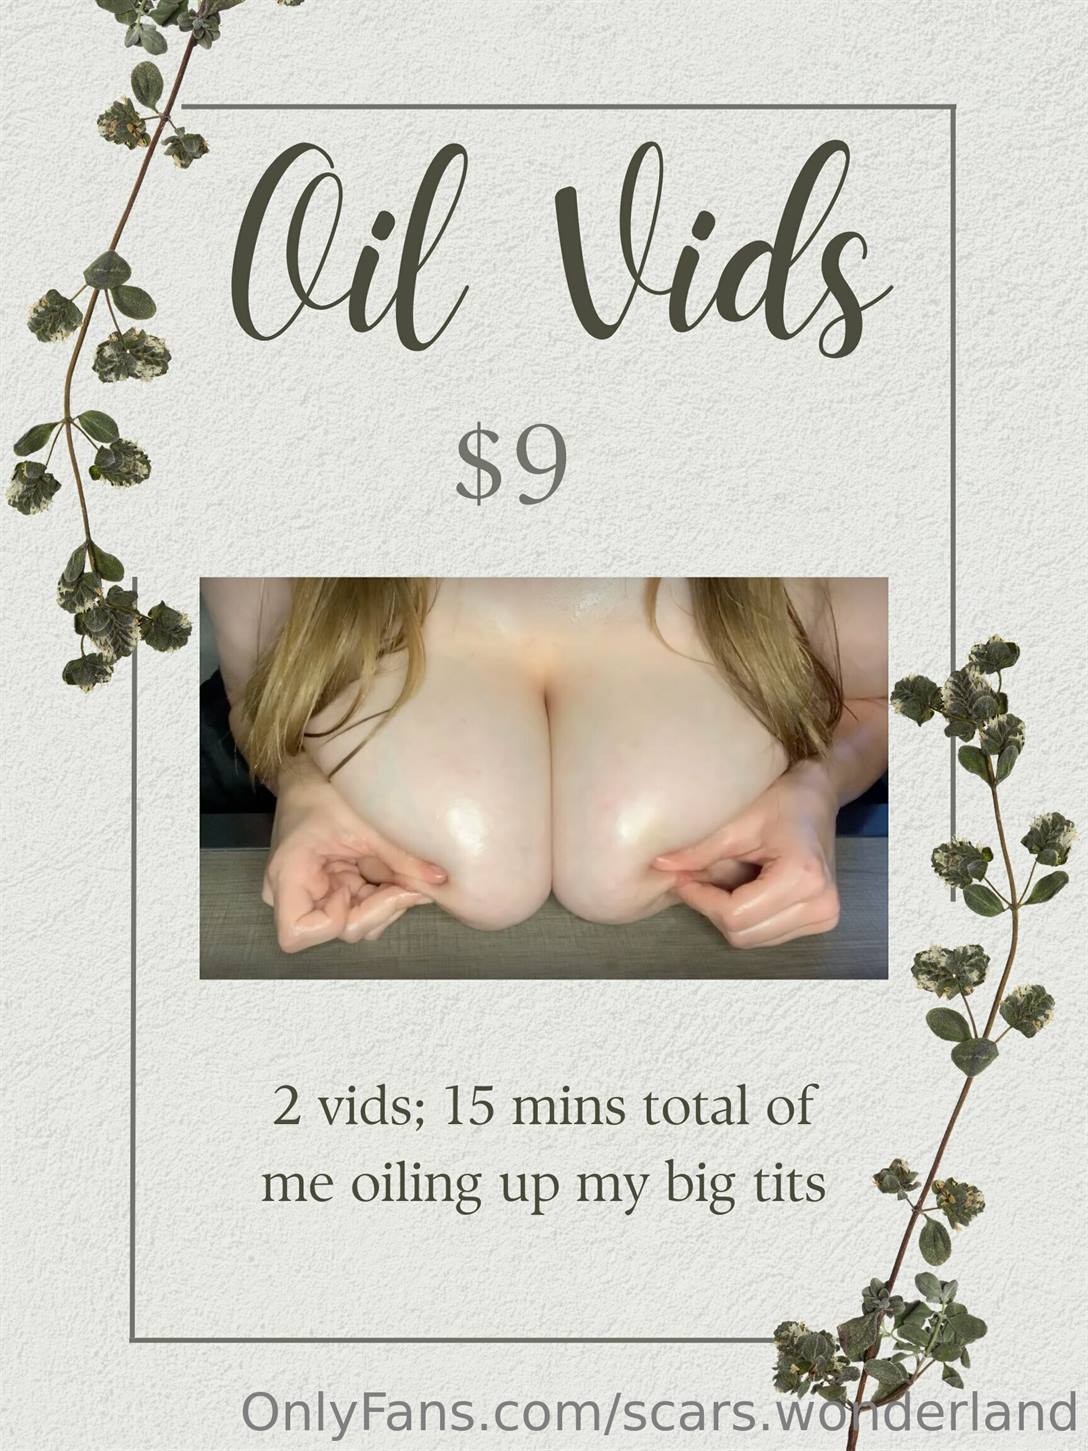 Oil Vids
$9
2 vids; 15 mins total of
me oiling up my big tits
OnlyFans.com/scars.wonderland